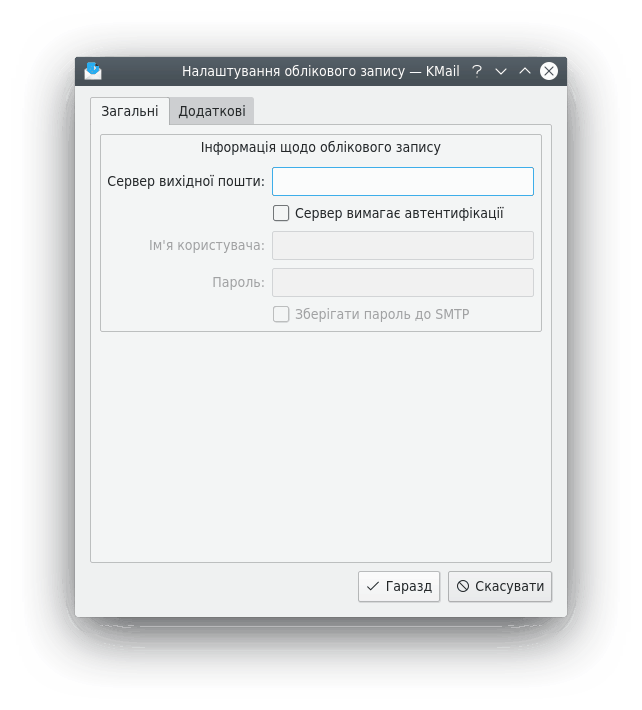 Налаштування облікового запису — KMail
Загальні
Додаткові
Інформація щодо облікового запису
Сервер вихідної пошти:
Сервер вимагає автентифікації
Ім'я користувача:
Пароль:
Зберігати пароль до SMTP
Гаразд
Скасувати